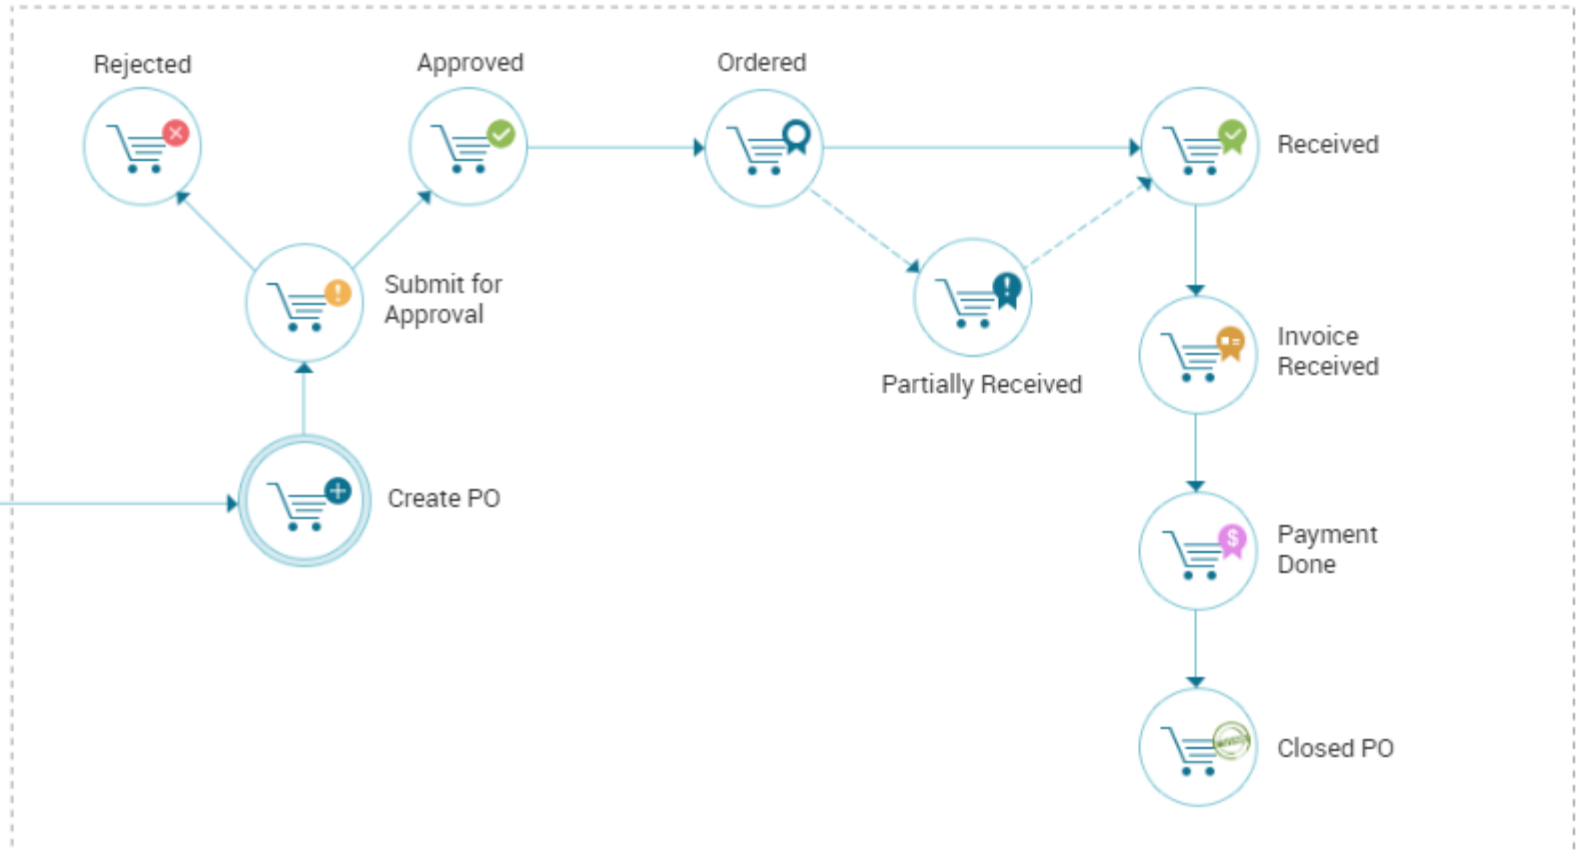 Rejected
Approved
Ordered
Received
Submit for
Approval
Partially Received
Invoice
Received
Create PO
$
Payment
Done
Closed PO